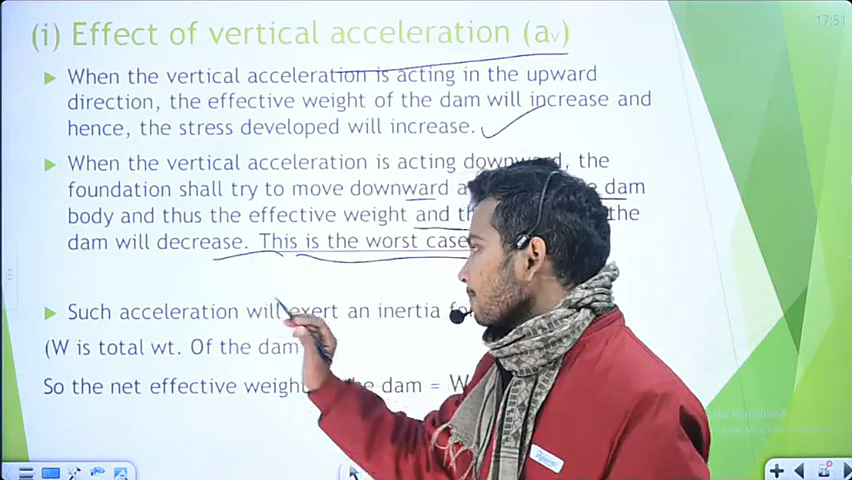 17:51
(i) Effect of vertical acceleration (av)
When the vertical acceleration is acting in the upward
direction, the effective weight of the dam will increase and
hence, the stress developed will increase.
When the vertical acceleration is acting downward, the
foundation shall try to move downward dam
body and thus the effective weight and the
dam will decrease. This is the worst case
Such acceleration will exert an inertia
(W is total wt. Of the dam
So the net effective weight dam = W